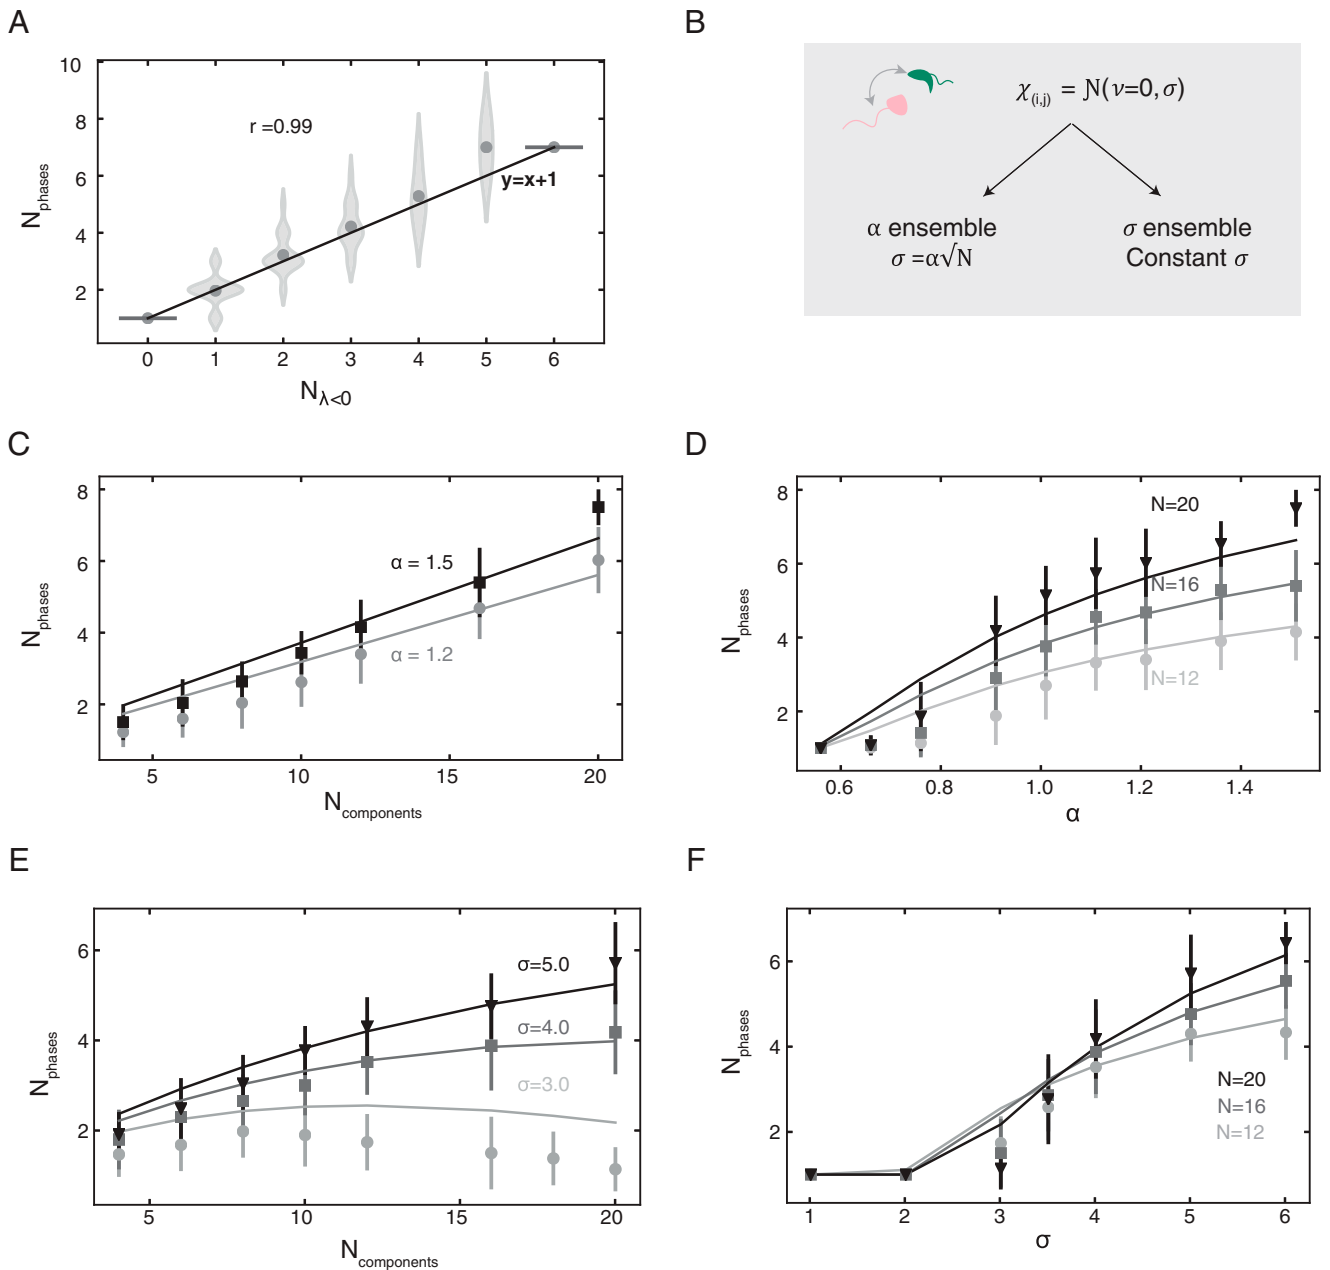 A
10
8
6
4
2
N_phases
r =0.99
y=x+1
0 1 2 3 4 5 6
N_λ<0
B
χ_(i,j) = N(ν=0,σ)
α ensemble
σ =α√N
σ ensemble
Constant σ
C
8
6
4
2
N_phases
α = 1.5
α = 1.2
5 10 15 20
N_components
D
8
6
4
2
N_phases
N=20
N=16
N=12
0.6 0.8 1.0 1.2 1.4
α
E
6
4
2
N_phases
σ=5.0
σ=4.0
σ=3.0
5 10 15 20
N_components
F
6
4
2
N_phases
N=20
N=16
N=12
1 2 3 4 5 6
σ